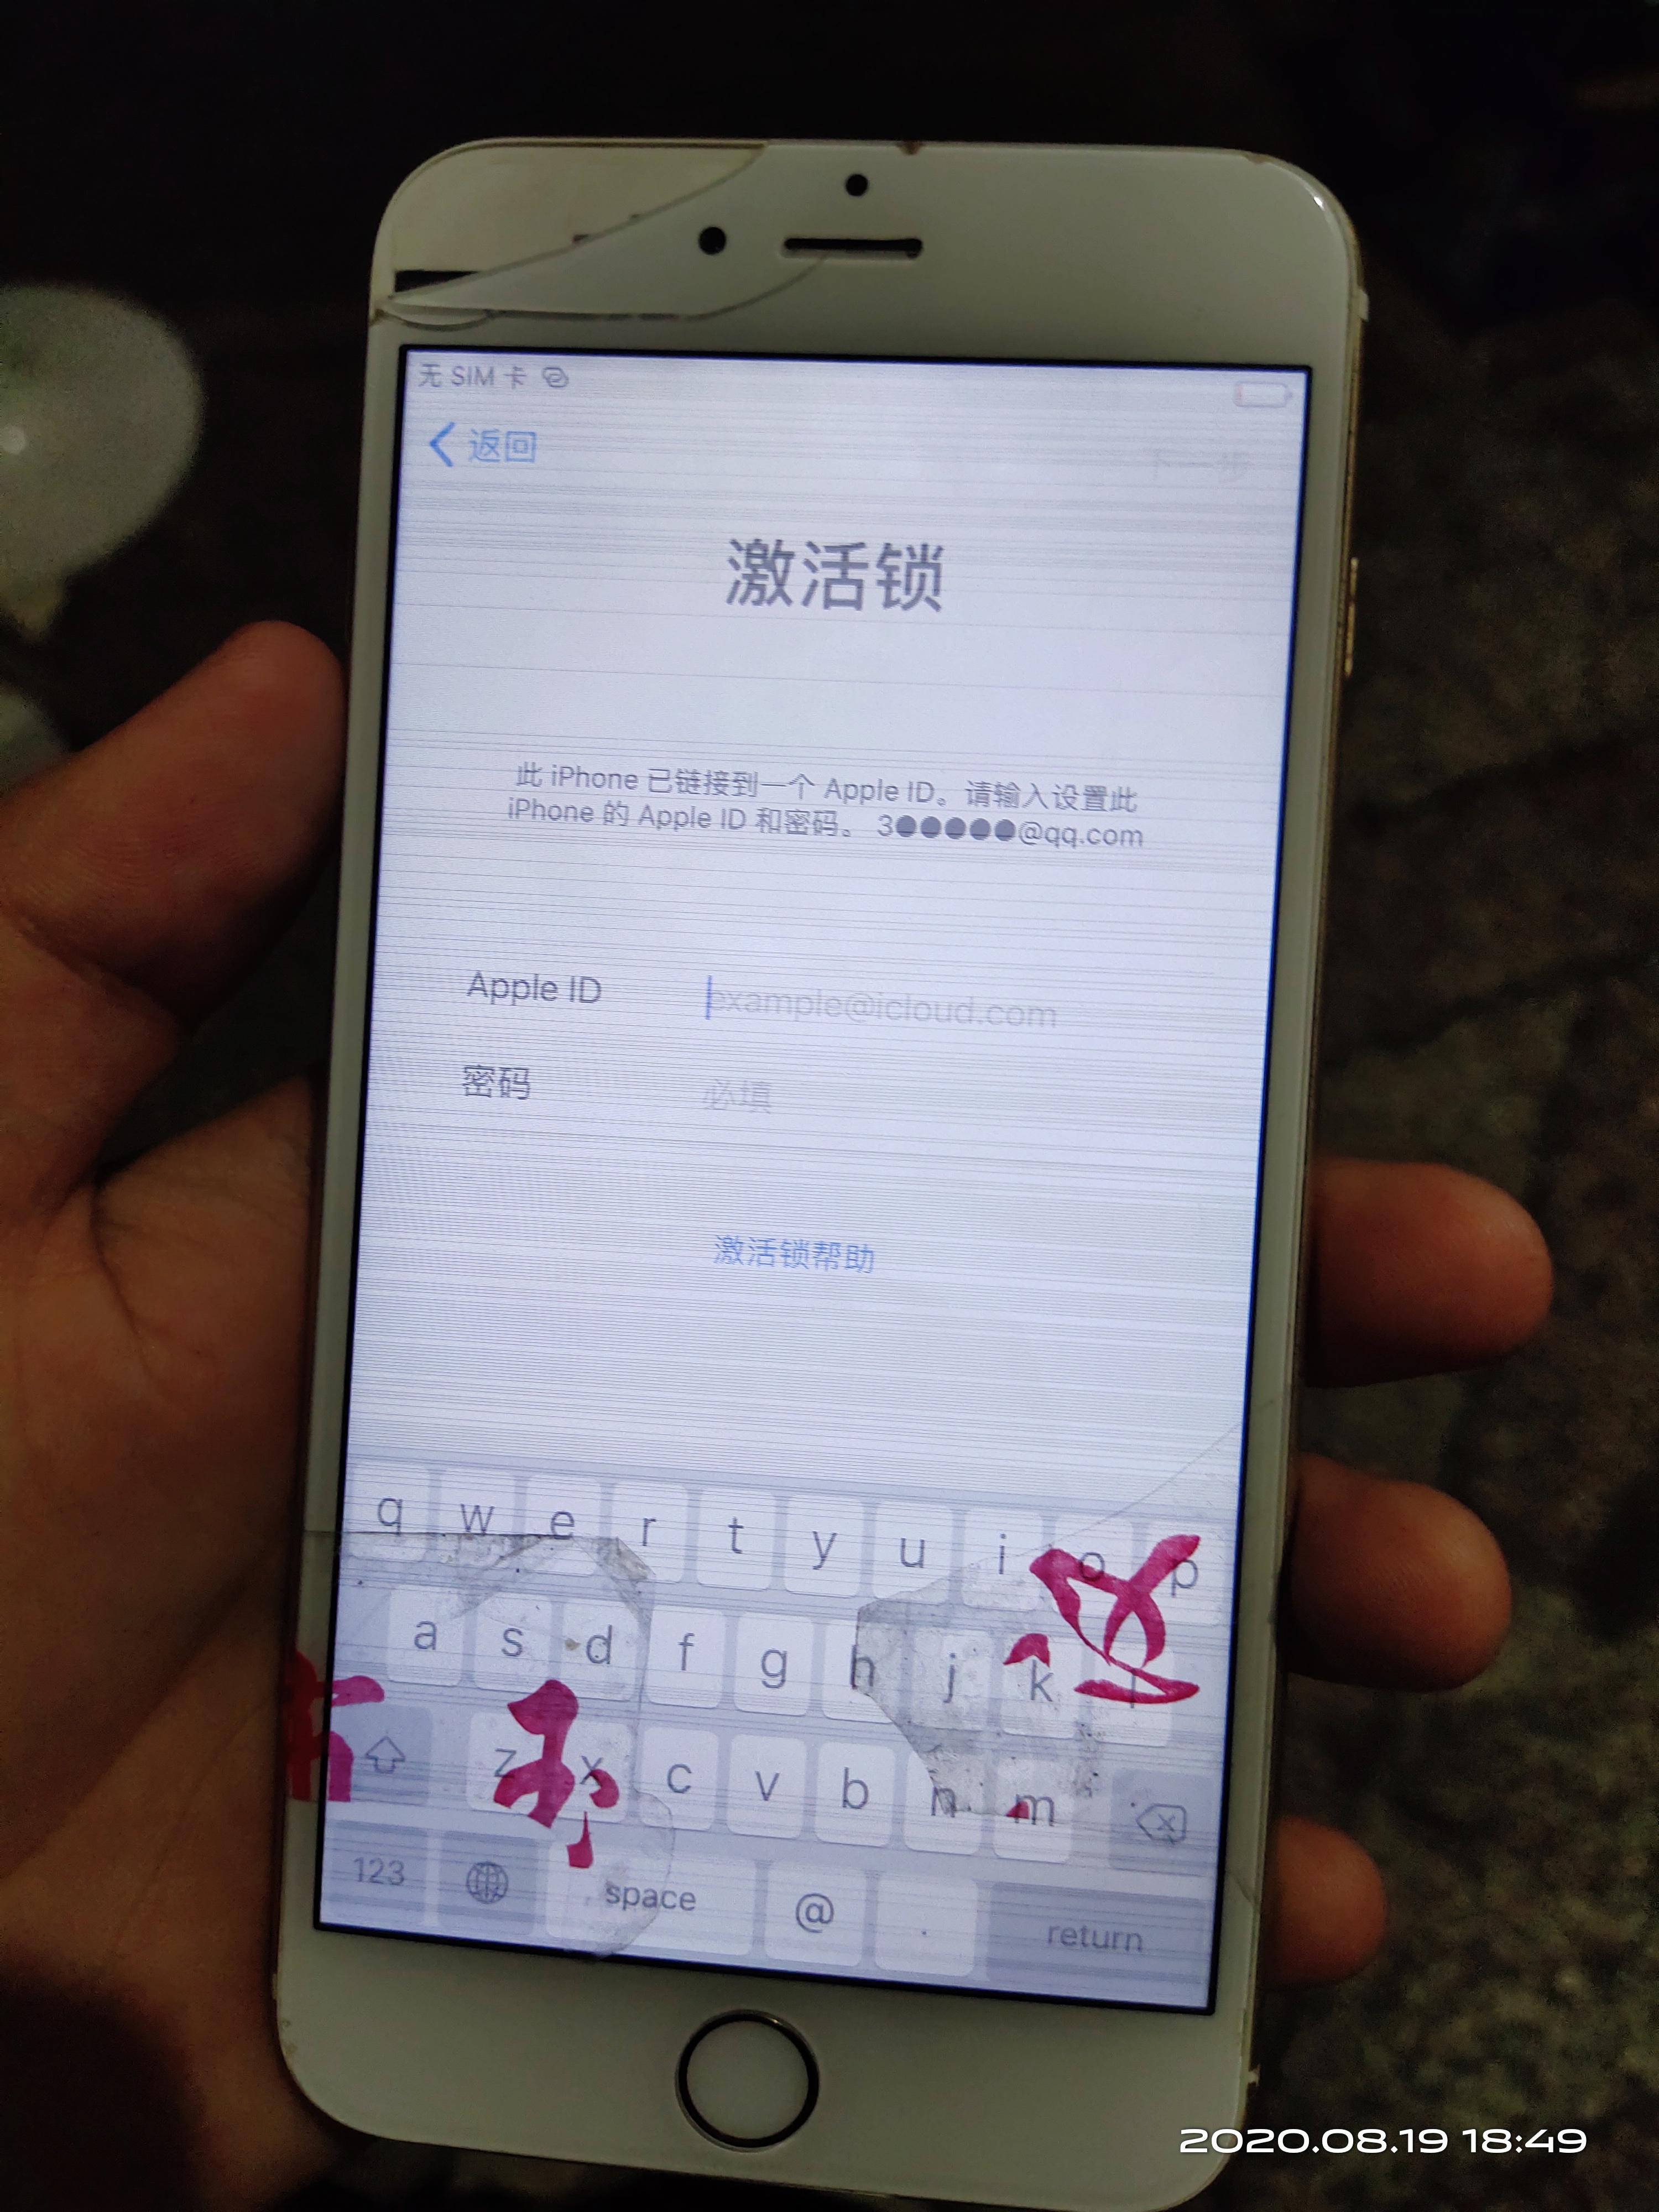 无 SIM 卡
返回
下一步
激活锁
此 iPhone 已链接到一个 Apple ID。请输入设置此
iPhone 的 Apple ID 和密码。 3●●●●●@qq.com
Apple ID example@icloud.com
密码 必填
激活锁帮助
q w e r t y u i o p
a s d f g h j k l
z x c v b n m
123 space @ . return
2020.08.19 18:49